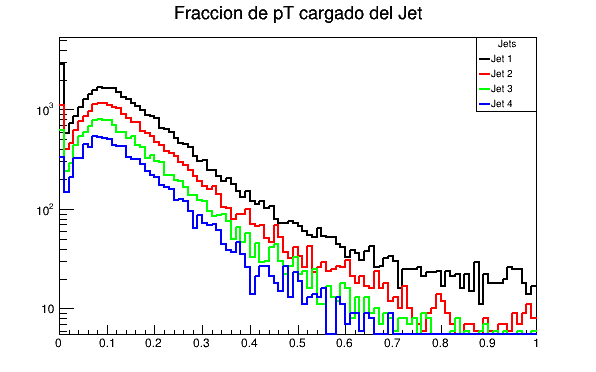 Fraccion de pT cargado del Jet
Jets
Jet 1
Jet 2
Jet 3
Jet 4
10³
10²
10
0 0.1 0.2 0.3 0.4 0.5 0.6 0.7 0.8 0.9 1